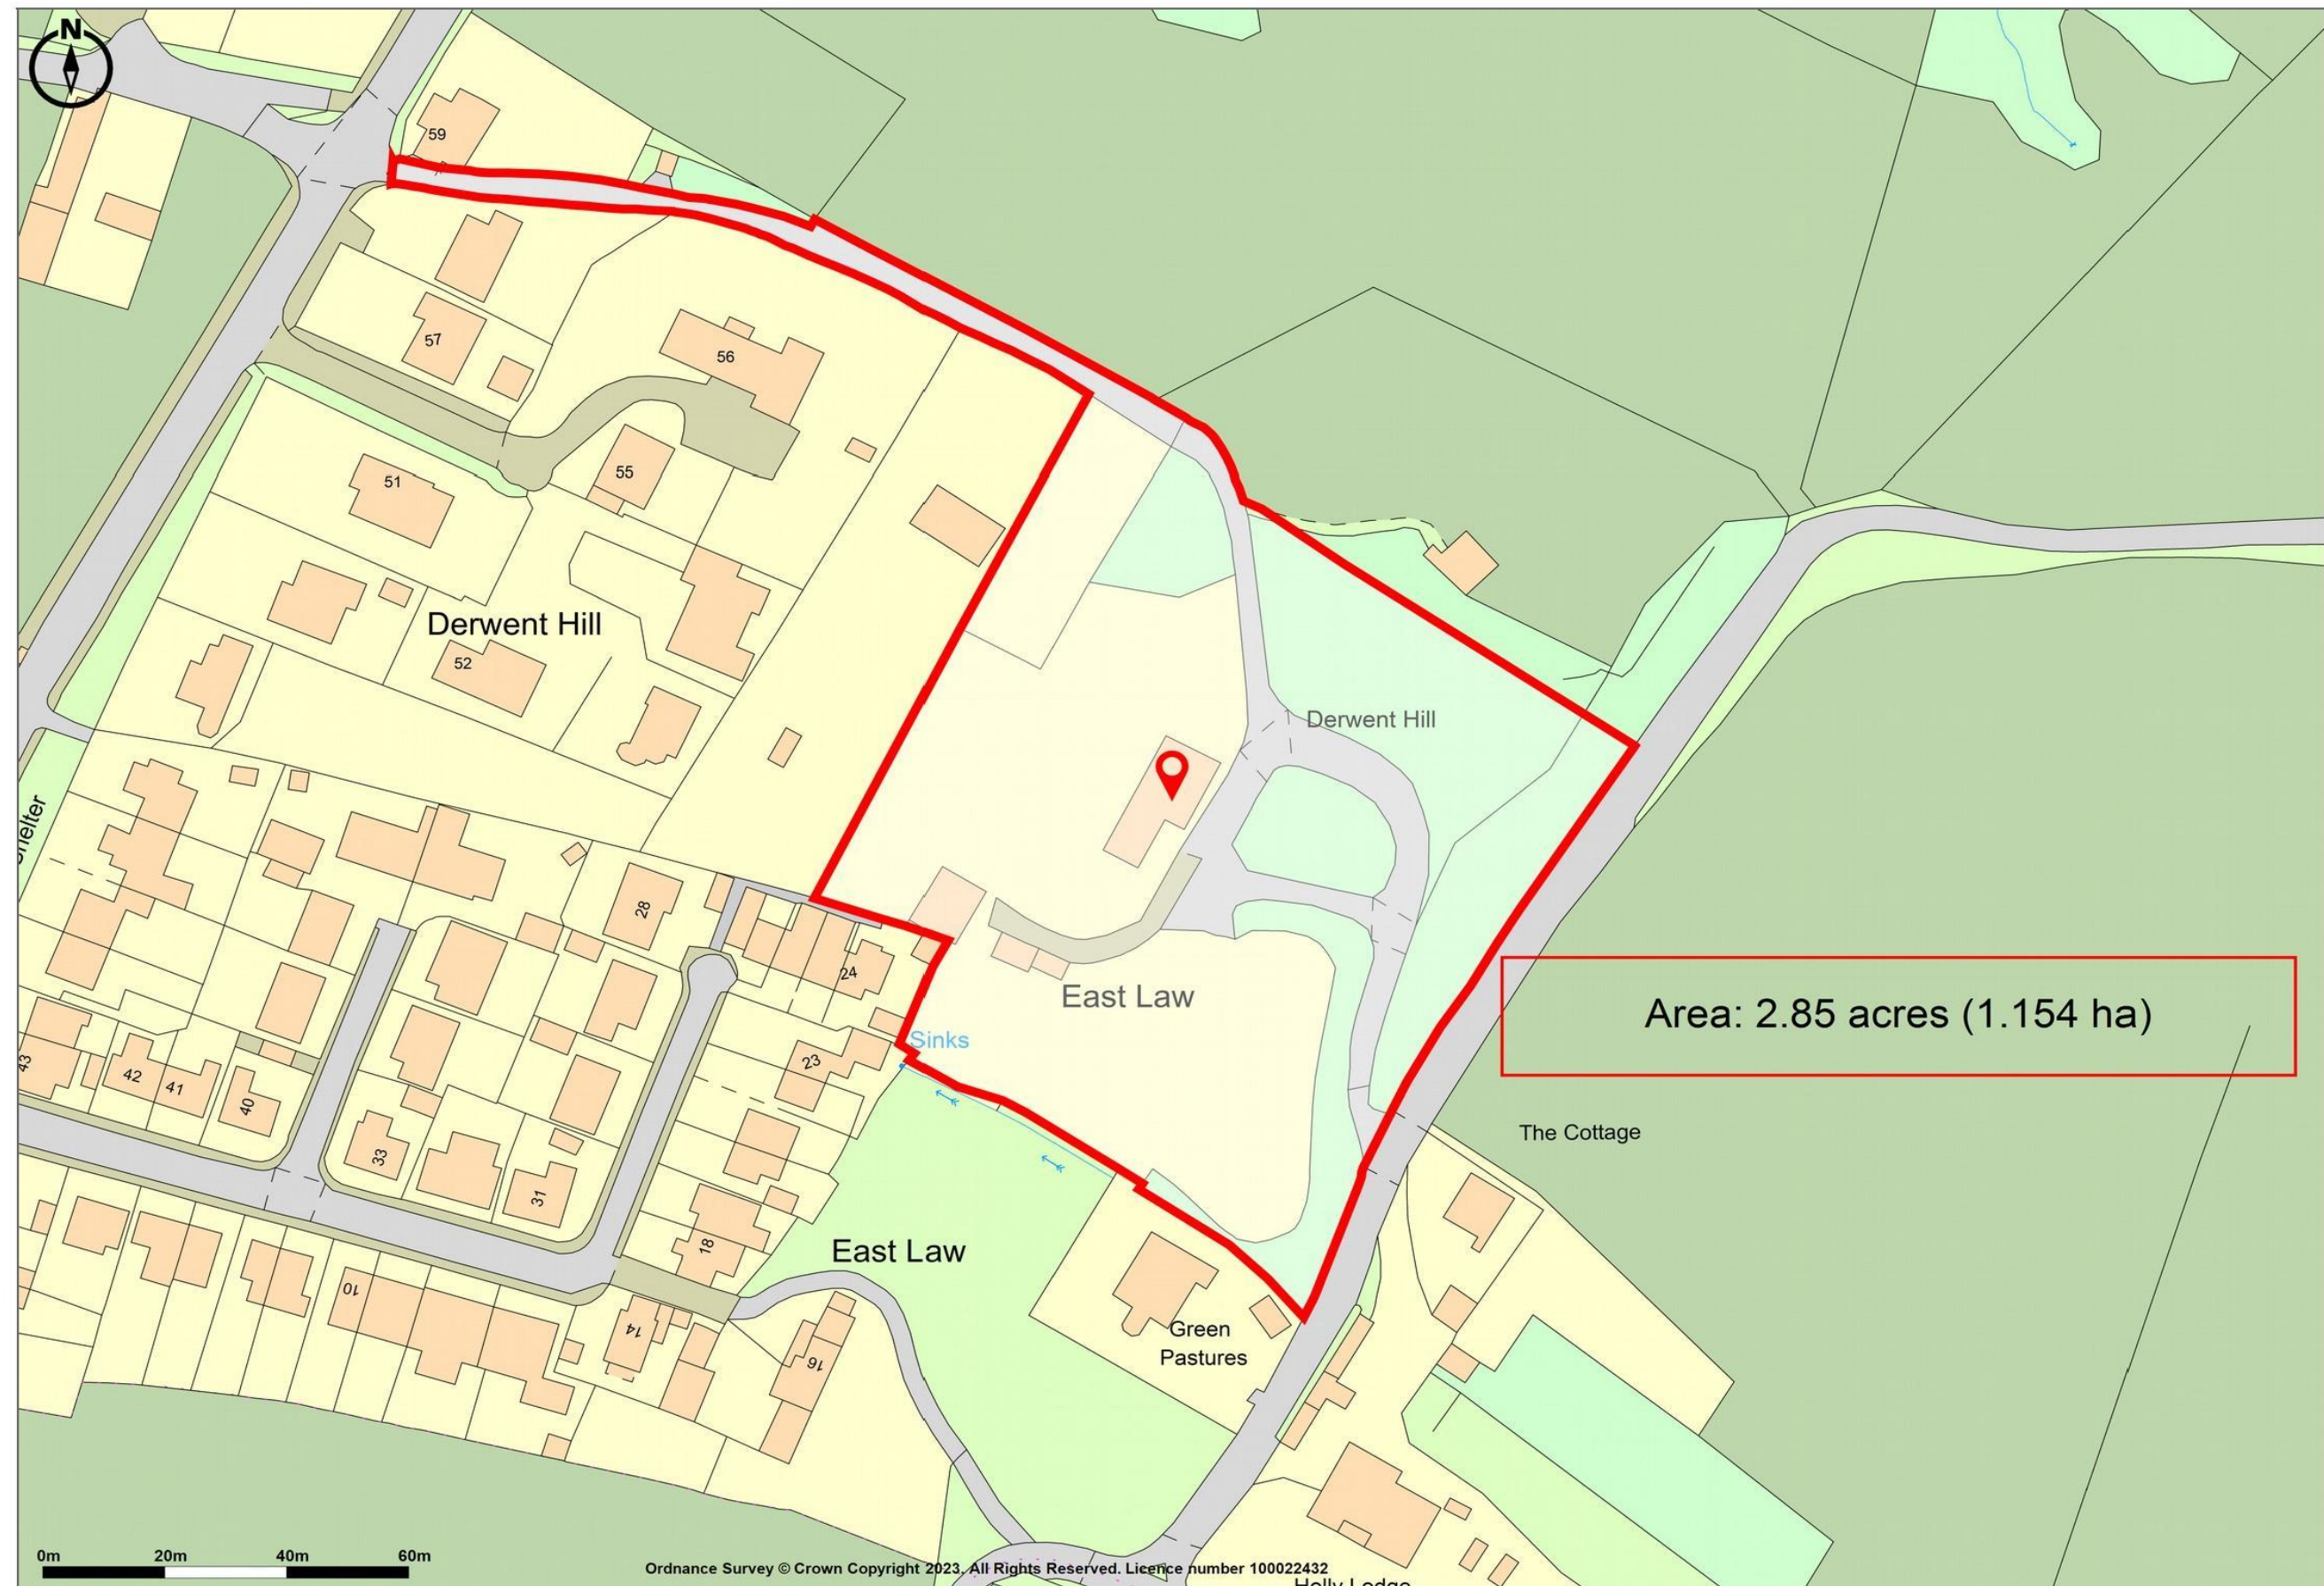 N
59
57
56
55
51
Derwent Hill
52
Derwent Hill
28
24
East Law
Area: 2.85 acres (1.154 ha)
Sinks
23
43
42
41
40
The Cottage
33
31
18
East Law
10
14
16
Green
Pastures
0m 20m 40m 60m
Ordnance Survey © Crown Copyright 2023. All Rights Reserved. Licence number 100022432